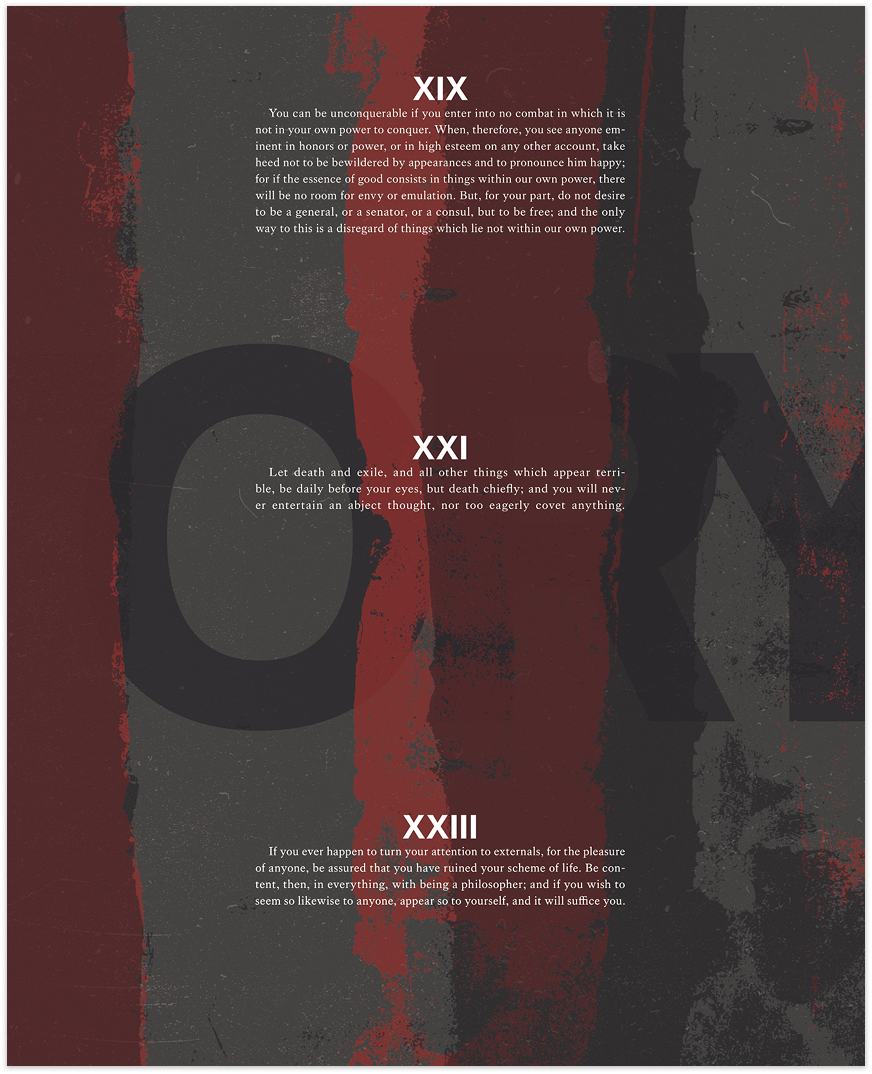 XIX
You can be unconquerable if you enter into no combat in which it is
not in your own power to conquer. When, therefore, you see anyone em-
inent in honors or power, or in high esteem on any other account, take
heed not to be bewildered by appearances and to pronounce him happy;
for if the essence of good consists in things within our own power, there
will be no room for envy or emulation. But, for your part, do not desire
to be a general, or a senator, or a consul, but to be free; and the only
way to this is a disregard of things which lie not within our own power.
XXI
Let death and exile, and all other things which appear terri-
ble, be daily before your eyes, but death chiefly; and you will nev-
er entertain an abject thought, nor too eagerly covet anything.
ORY
XXIII
If you ever happen to turn your attention to externals, for the pleasure
of anyone, be assured that you have ruined your scheme of life. Be con-
tent, then, in everything, with being a philosopher; and if you wish to
seem so likewise to anyone, appear so to yourself, and it will suffice you.